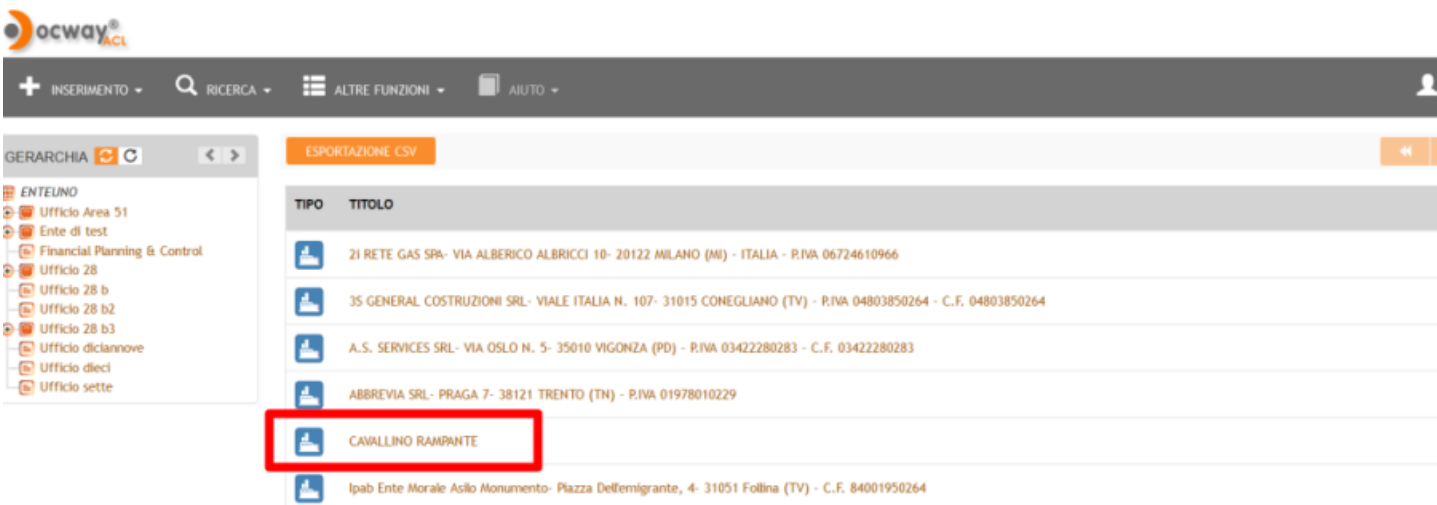 ocway®
ACL
INSERIMENTO RICERCA ALTRE FUNZIONI AIUTO
GERARCHIA
ENTEUNO
Ufficio Area 51
Ente di test
Financial Planning & Control
Ufficio 28
Ufficio 28 b
Ufficio 28 b2
Ufficio 28 b3
Ufficio diciannove
Ufficio dieci
Ufficio sette
ESPORTAZIONE CSV
TIPO TITOLO
2I RETE GAS SPA- VIA ALBERICO ALBRICCI 10- 20122 MILANO (MI) - ITALIA - P.IVA 06724610966
3S GENERAL COSTRUZIONI SRL- VIALE ITALIA N. 107- 31015 CONEGLIANO (TV) - P.IVA 04803850264 - C.F. 04803850264
A.S. SERVICES SRL- VIA OSLO N. 5- 35010 VIGONZA (PD) - P.IVA 03422280283 - C.F. 03422280283
ABBREVIA SRL- PRAGA 7- 38121 TRENTO (TN) - P.IVA 01978010229
CAVALLINO RAMPANTE
Ipab Ente Morale Asilo Monumento- Piazza Dell'emigrante, 4- 31051 Follina (TV) - C.F. 84001950264